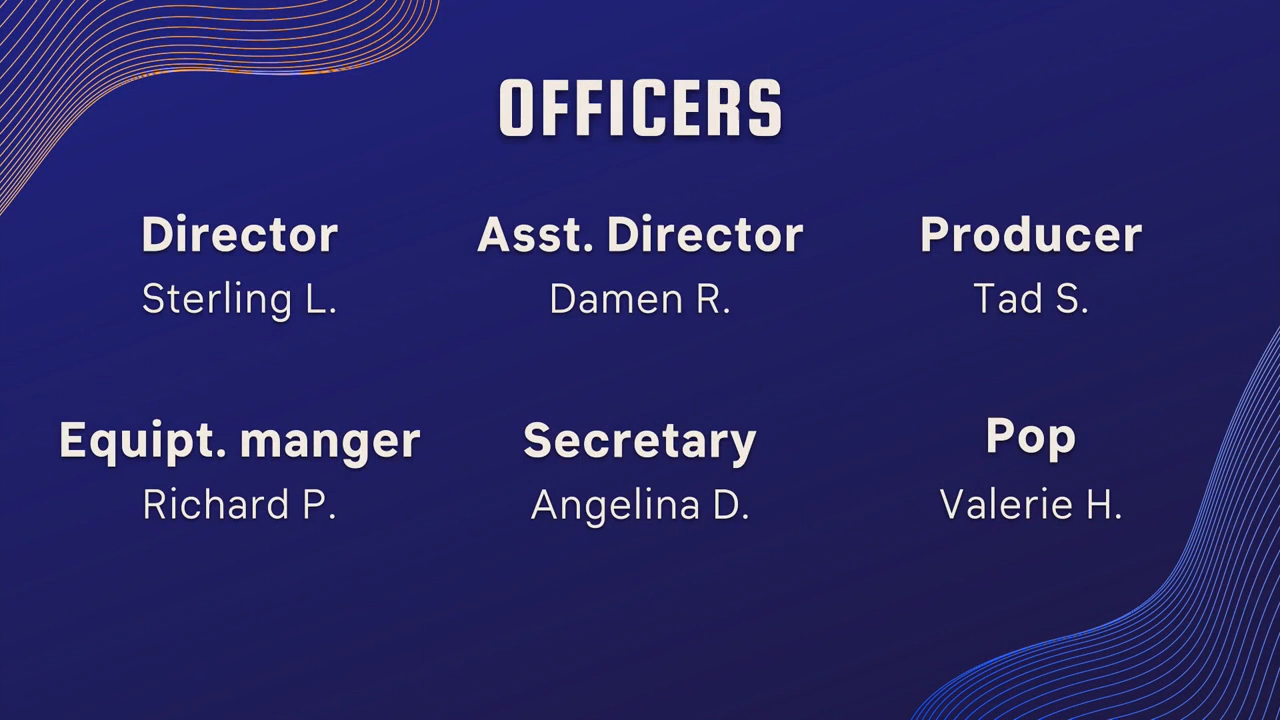 OFFICERS
Director
Sterling L.
Asst. Director
Damen R.
Producer
Tad S.
Equipt. manger
Richard P.
Secretary
Angelina D.
Pop
Valerie H.